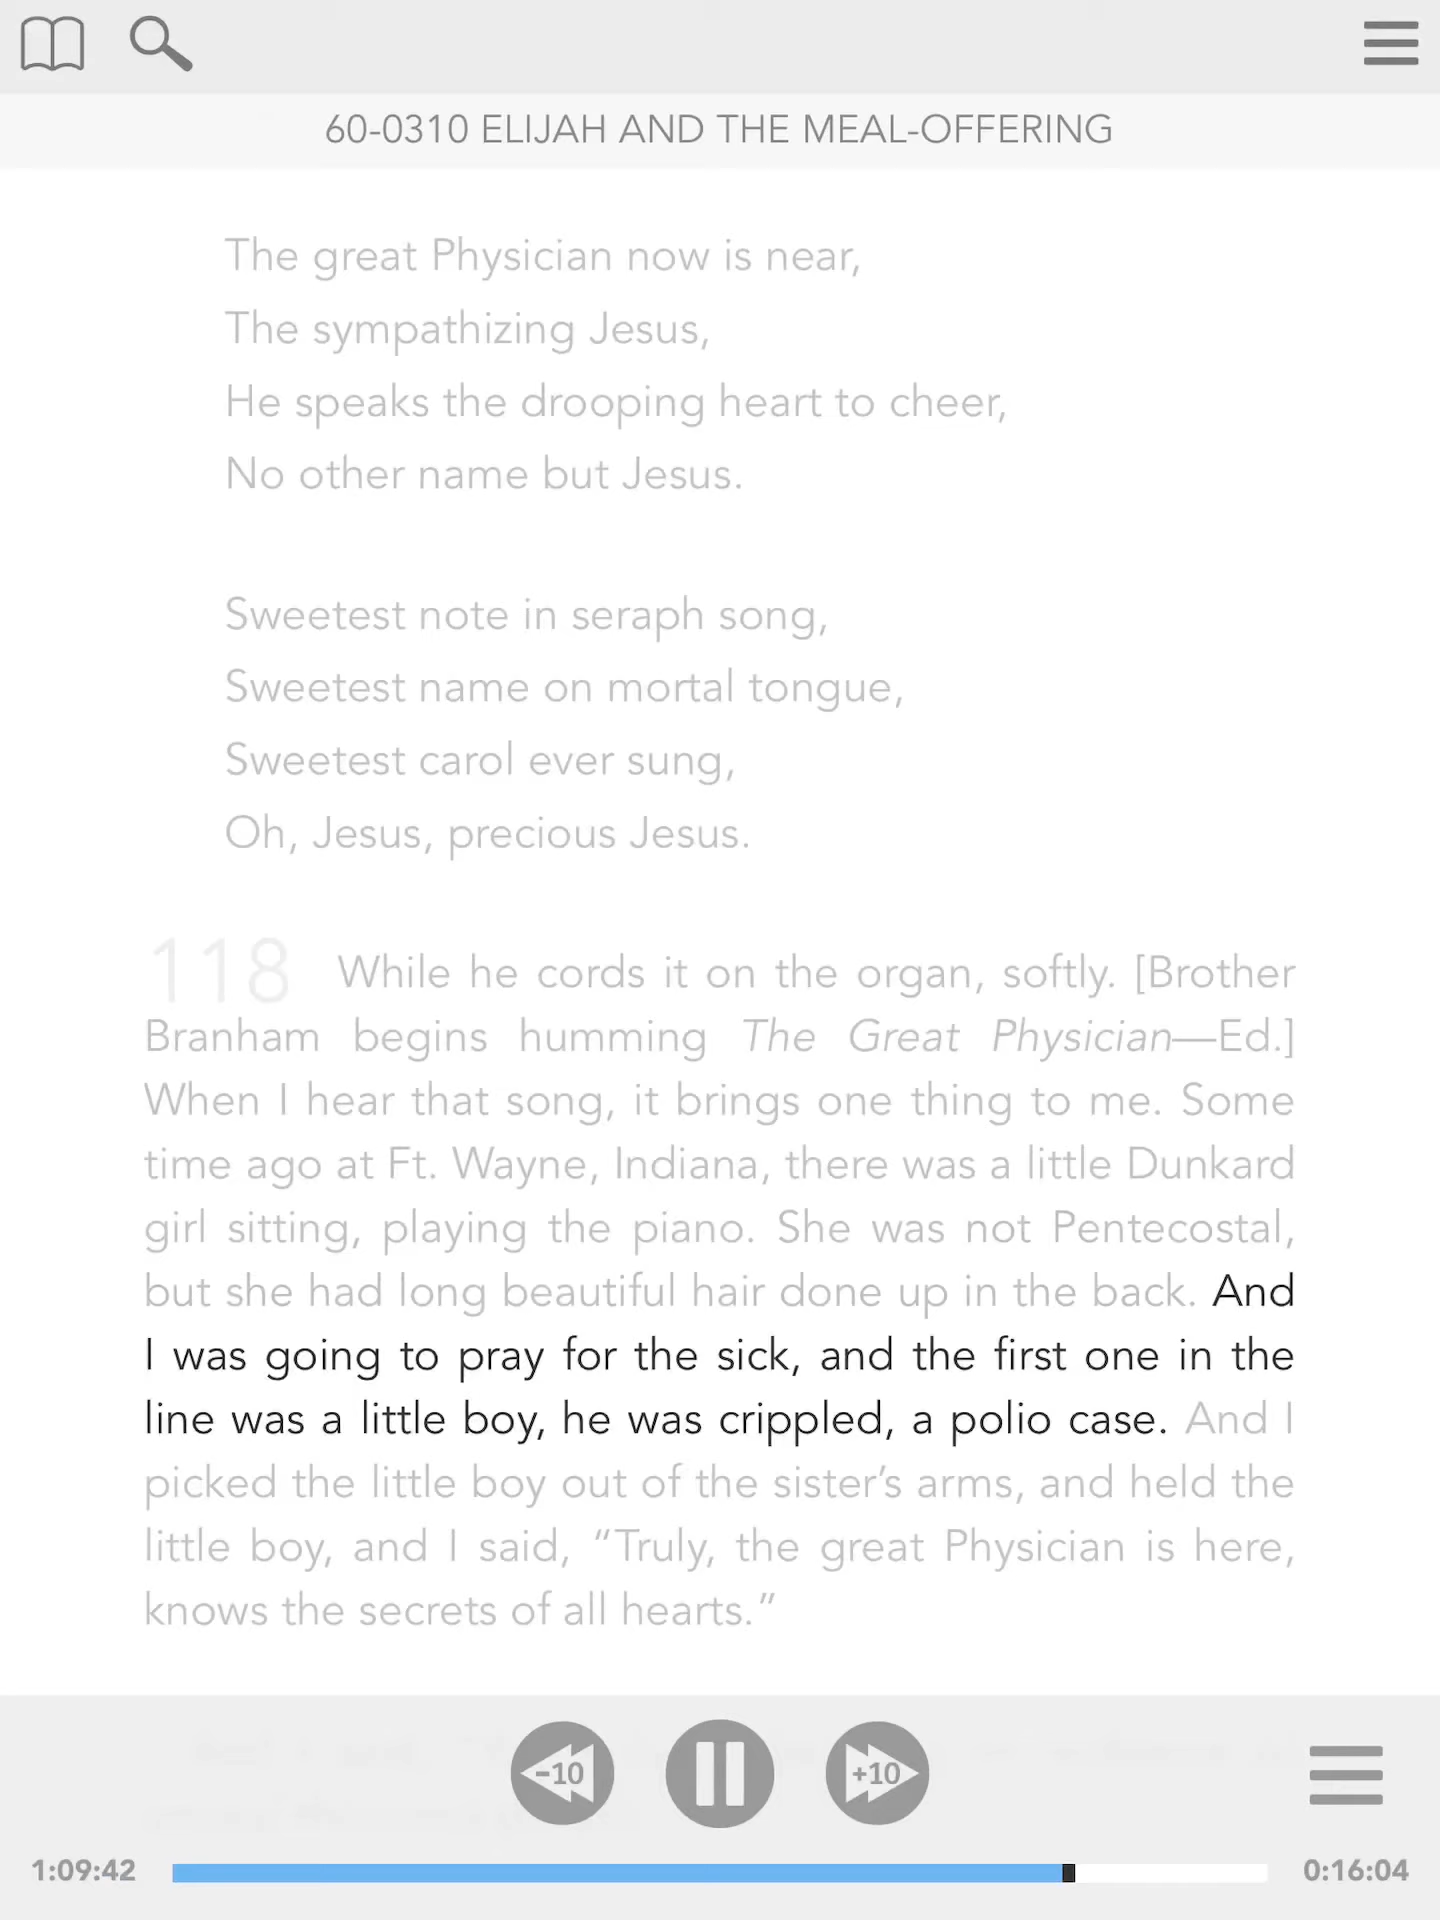 60-0310 ELIJAH AND THE MEAL-OFFERING
The great Physician now is near,
The sympathizing Jesus,
He speaks the drooping heart to cheer,
No other name but Jesus.
Sweetest note in seraph song,
Sweetest name on mortal tongue,
Sweetest carol ever sung,
Oh, Jesus, precious Jesus.
118 While he cords it on the organ, softly. [Brother
Branham begins humming The Great Physician—Ed.]
When I hear that song, it brings one thing to me. Some
time ago at Ft. Wayne, Indiana, there was a little Dunkard
girl sitting, playing the piano. She was not Pentecostal,
but she had long beautiful hair done up in the back. And
I was going to pray for the sick, and the first one in the
line was a little boy, he was crippled, a polio case. And I
picked the little boy out of the sister’s arms, and held the
little boy, and I said, “Truly, the great Physician is here,
knows the secrets of all hearts.”
-10 +10
1:09:42 0:16:04